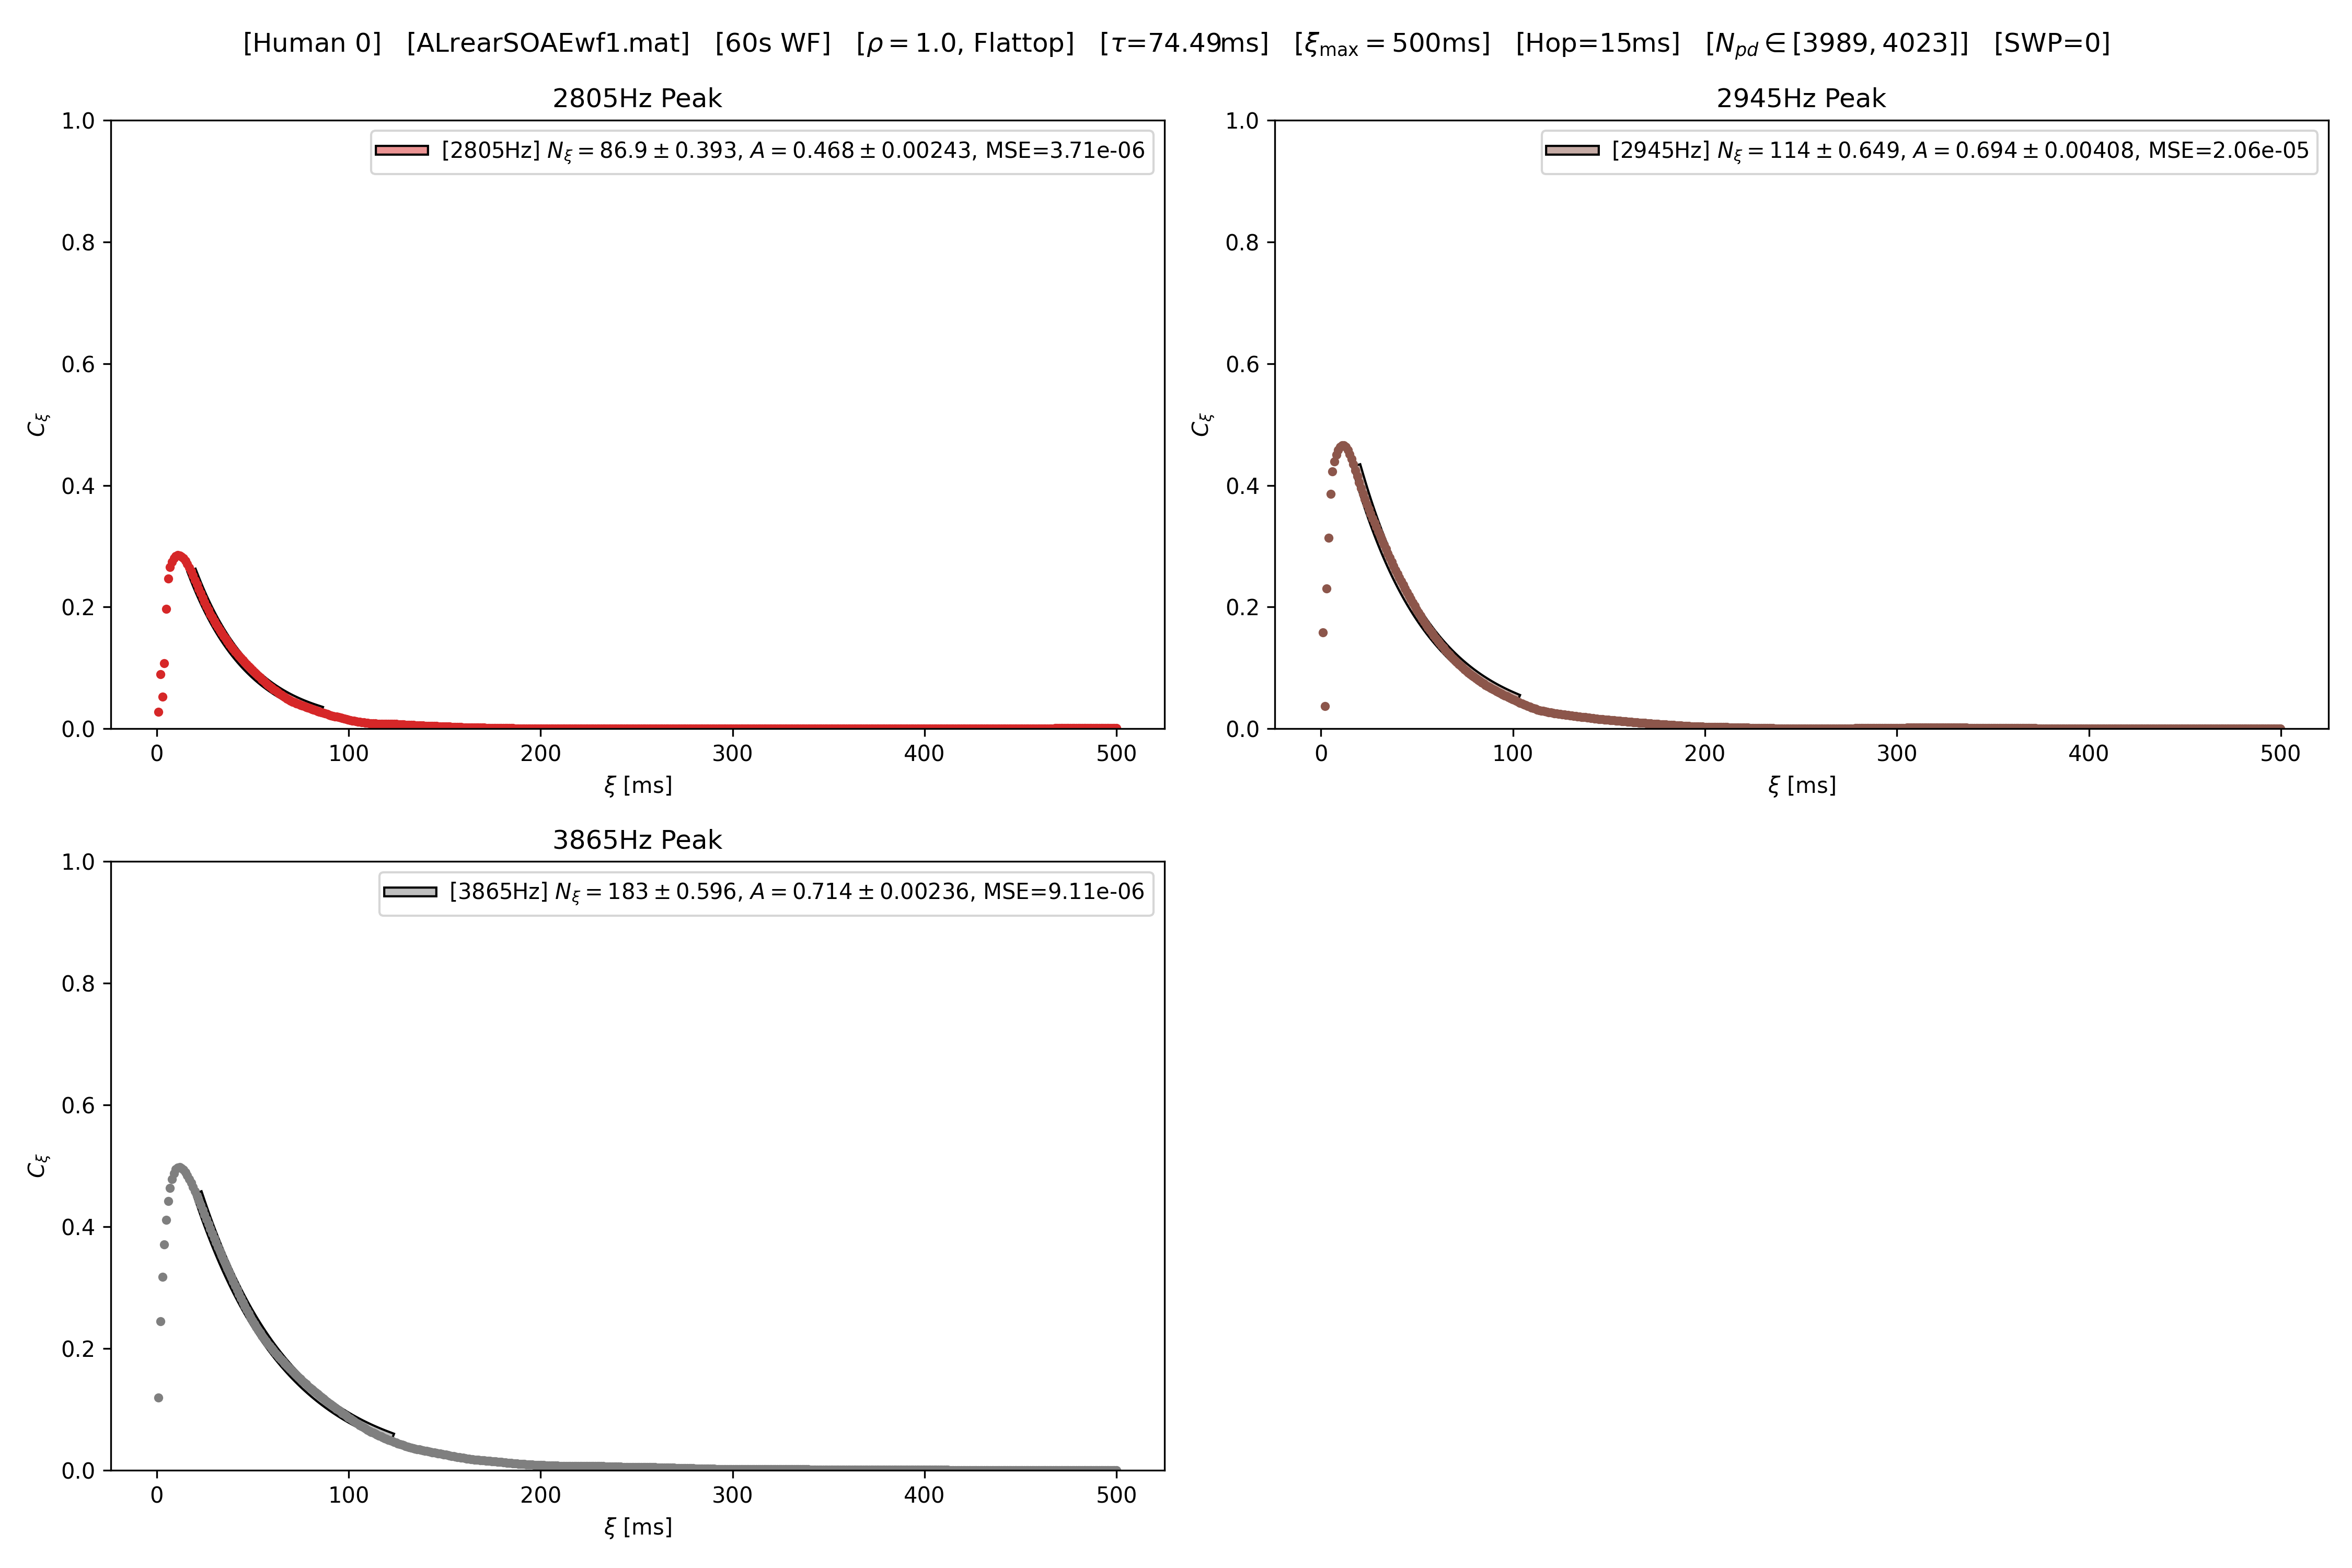 [Human 0] [ALrearSOAEwf1.mat] [60s WF] [ρ = 1.0, Flattop] [τ=74.49ms] [ξmax = 500ms] [Hop=15ms] [Npd ∈ [3989, 4023]] [SWP=0]
2805Hz Peak
[2805Hz] Nξ = 86.9 ± 0.393, A = 0.468 ± 0.00243, MSE=3.71e-06
1.0
0.8
0.6
0.4
0.2
0.0
Cξ
0 100 200 300 400 500
ξ [ms]
2945Hz Peak
[2945Hz] Nξ = 114 ± 0.649, A = 0.694 ± 0.00408, MSE=2.06e-05
1.0
0.8
0.6
0.4
0.2
0.0
Cξ
0 100 200 300 400 500
ξ [ms]
3865Hz Peak
[3865Hz] Nξ = 183 ± 0.596, A = 0.714 ± 0.00236, MSE=9.11e-06
1.0
0.8
0.6
0.4
0.2
0.0
Cξ
0 100 200 300 400 500
ξ [ms]